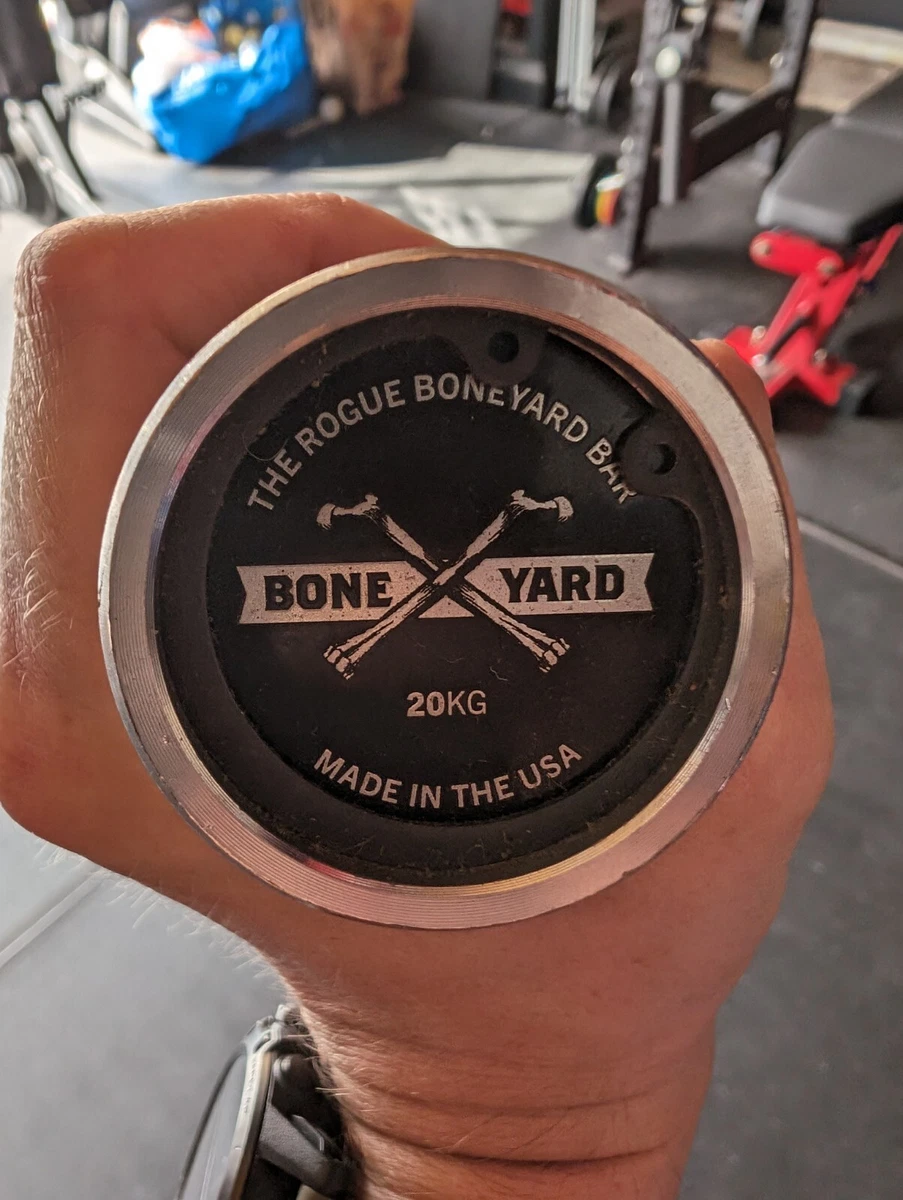 THE ROGUE BONEYARD BAR
BONE YARD
20KG
MADE IN THE USA